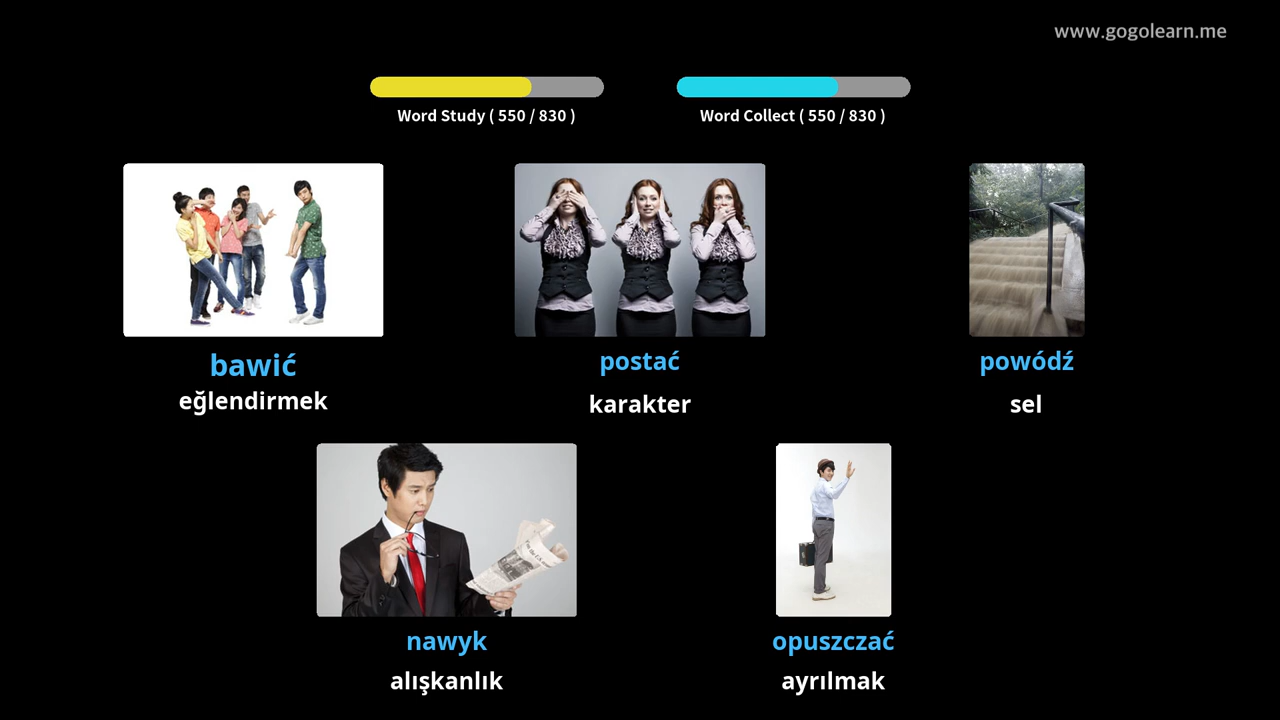 www.gogolearn.me
Word Study ( 550 / 830 )
Word Collect ( 550 / 830 )
bawić
eğlendirmek
postać
karakter
powódź
sel
nawyk
alışkanlık
opuszczać
ayrılmak